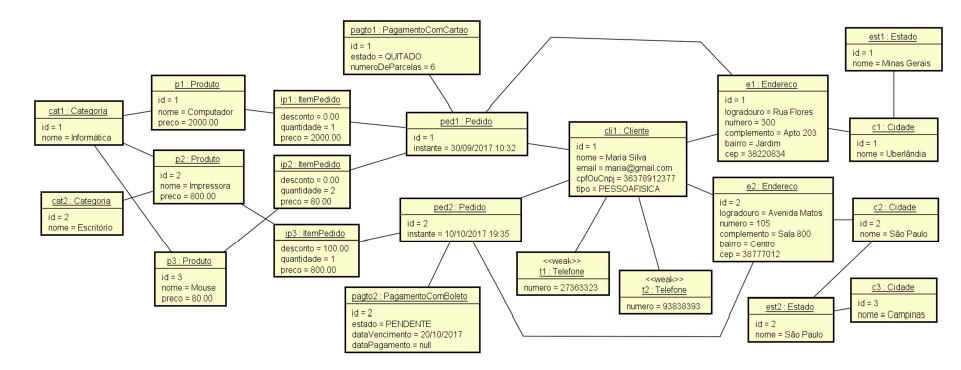 pagto1 : PagamentoComCartao
id = 1
estado = QUITADO
numeroDeParcelas = 6
est1 : Estado
id = 1
nome = Minas Gerais
p1 : Produto
id = 1
nome = Computador
preco = 2000.00
e1 : Endereco
id = 1
logradouro = Rua Flores
numero = 300
complemento = Apto 203
bairro = Jardim
cep = 38220834
cat1 : Categoria
id = 1
nome = Informática
ip1 : ItemPedido
desconto = 0.00
quantidade = 1
preco = 2000.00
ped1 : Pedido
id = 1
instante = 30/09/2017 10:32
cli1 : Cliente
id = 1
nome = Maria Silva
email = maria@gmail.com
cpfOuCnpj = 36378912377
tipo = PESSOAFISICA
c1 : Cidade
id = 1
nome = Uberlândia
p2 : Produto
id = 2
nome = Impressora
preco = 800.00
ip2 : ItemPedido
desconto = 0.00
quantidade = 2
preco = 80.00
e2 : Endereco
id = 2
logradouro = Avenida Matos
numero = 105
complemento = Sala 800
bairro = Centro
cep = 38777012
cat2 : Categoria
id = 2
nome = Escritório
ped2 : Pedido
id = 2
instante = 10/10/2017 19:35
c2 : Cidade
id = 2
nome = São Paulo
ip3 : ItemPedido
desconto = 100.00
quantidade = 1
preco = 800.00
p3 : Produto
id = 3
nome = Mouse
preco = 80.00
<<weak>>
t1 : Telefone
numero = 27363323
<<weak>>
t2 : Telefone
numero = 93838393
pagto2 : PagamentoComBoleto
id = 2
estado = PENDENTE
dataVencimento = 20/10/2017
dataPagamento = null
est2 : Estado
id = 2
nome = São Paulo
c3 : Cidade
id = 3
nome = Campinas